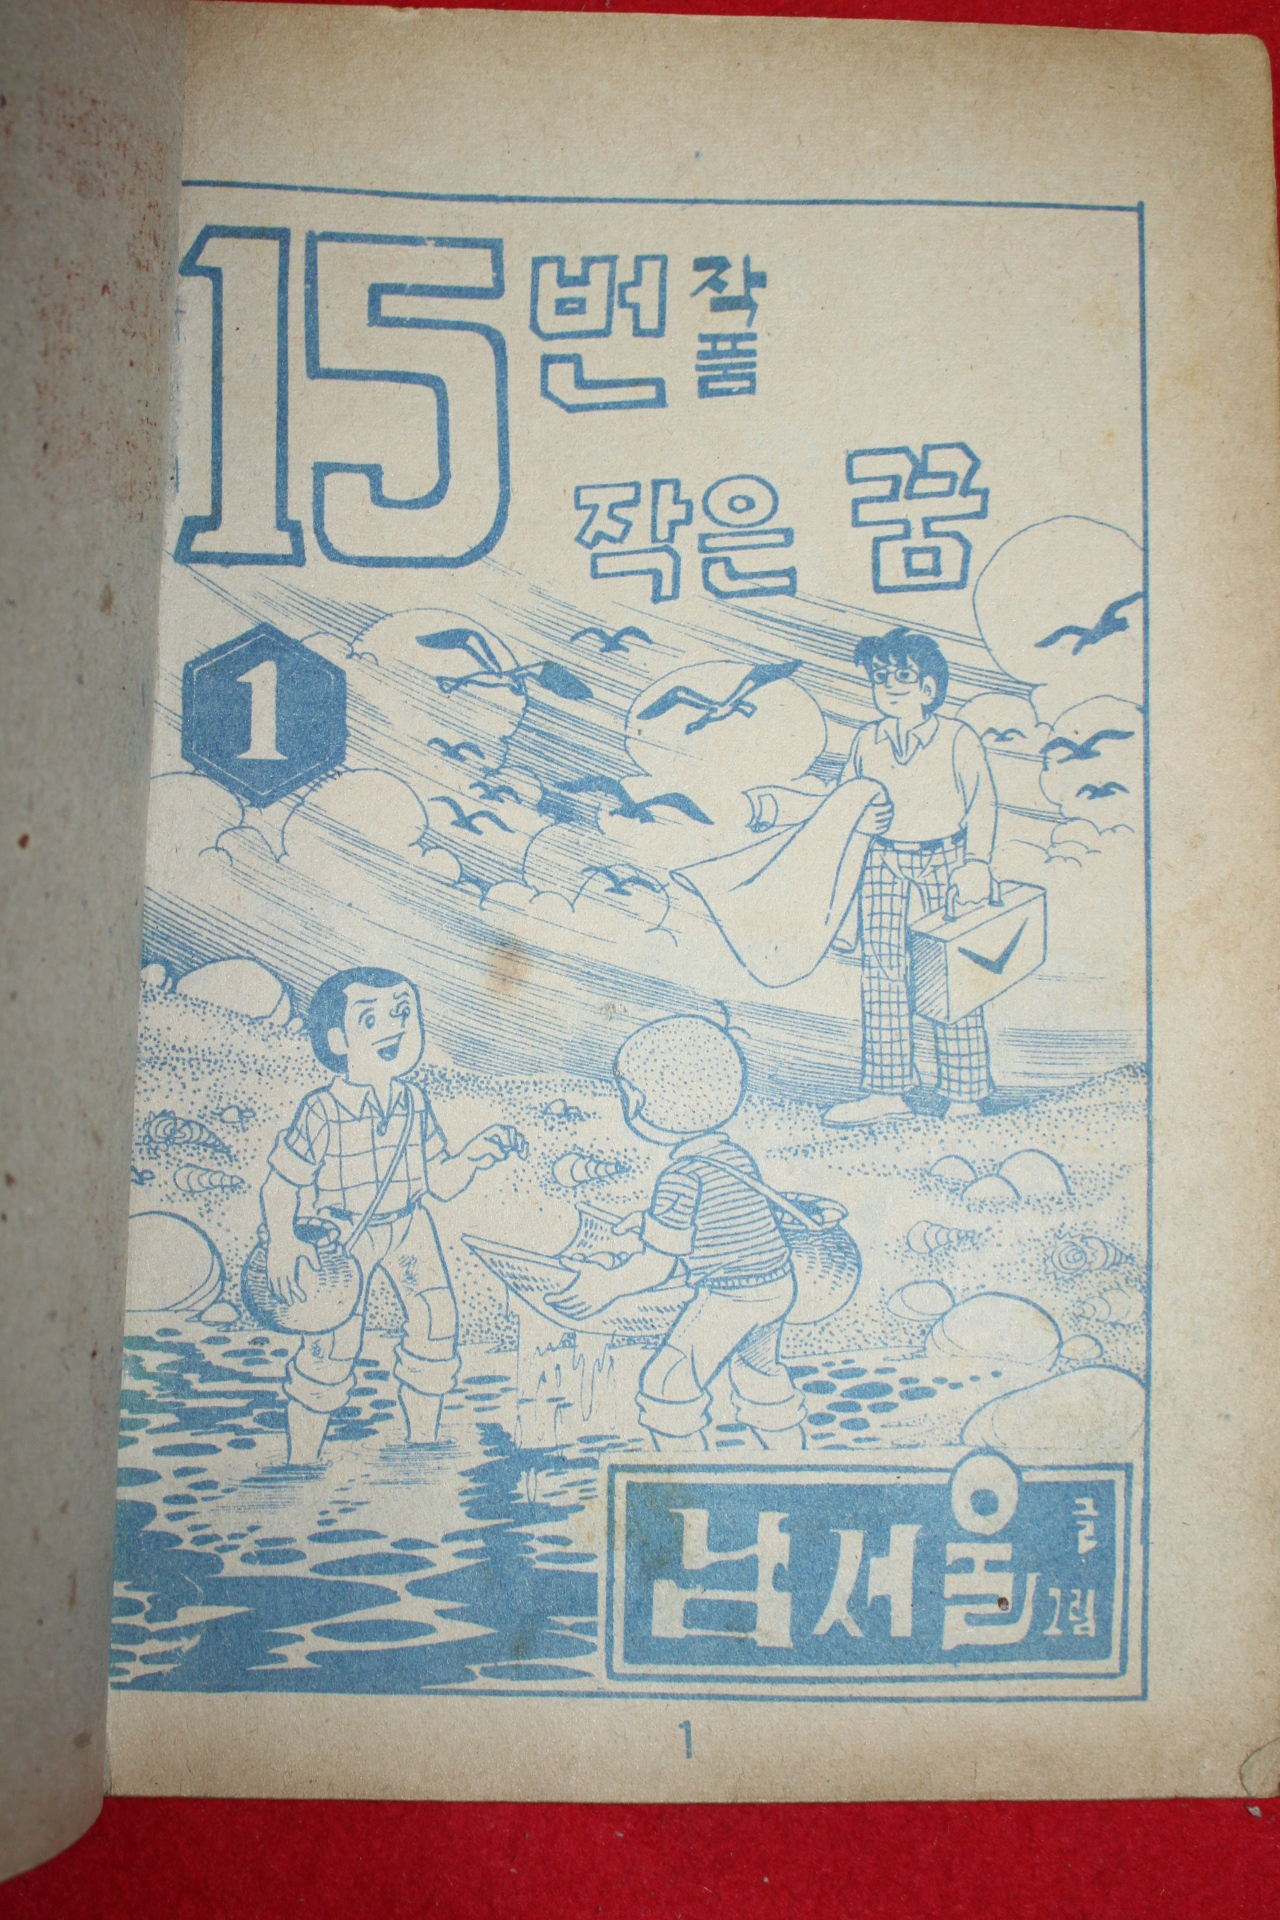 15번 작품
작은 꿈
1
남서울 글 그림
1